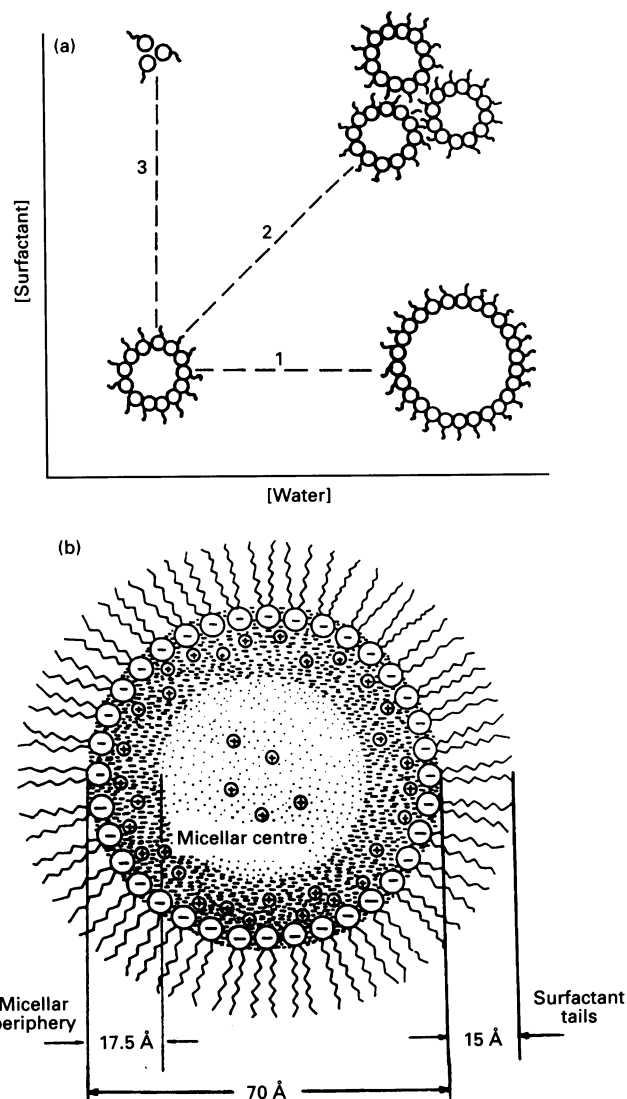 (a)
3
2
1
[Surfactant]
[Water]
(b)
Micellar centre
Micellar
periphery
17.5 Å
15 Å
Surfactant
tails
70 Å